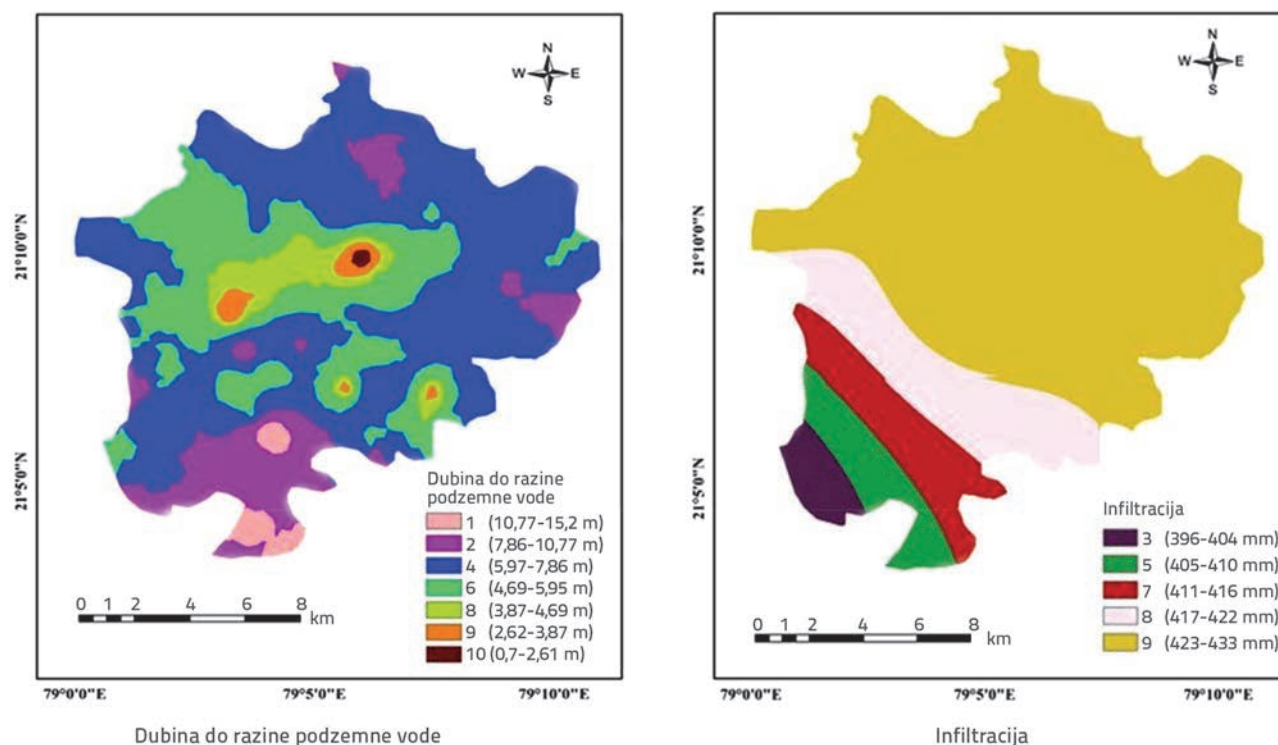 N
W E
S
21°10'0"N
21°5'0"N
Dubina do razine
podzemne vode
1 (10,77-15,2 m)
2 (7,86-10,77 m)
4 (5,97-7,86 m)
6 (4,69-5,95 m)
8 (3,87-4,69 m)
9 (2,62-3,87 m)
10 (0,7-2,61 m)
0 1 2 4 6 8
km
79°0'0"E 79°5'0"E 79°10'0"E
Dubina do razine podzemne vode
N
W E
S
21°10'0"N
21°5'0"N
Infiltracija
3 (396-404 mm)
5 (405-410 mm)
7 (411-416 mm)
8 (417-422 mm)
9 (423-433 mm)
0 1 2 4 6 8
km
79°0'0"E 79°5'0"E 79°10'0"E
Infiltracija